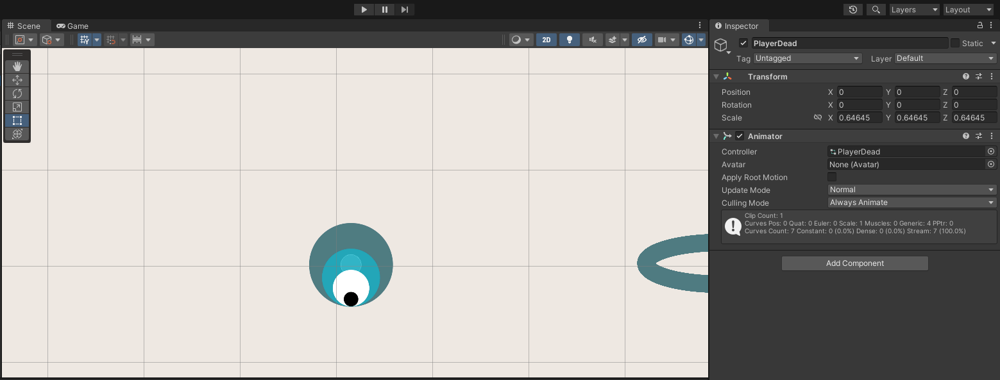 Layers
Layout
Scene
Game
2D
Inspector
PlayerDead
Static
Tag Untagged
Layer Default
Transform
Position X 0 Y 0 Z 0
Rotation X 0 Y 0 Z 0
Scale X 0.64645 Y 0.64645 Z 0.64645
Animator
Controller PlayerDead
Avatar None (Avatar)
Apply Root Motion
Update Mode Normal
Culling Mode Always Animate
Clip Count: 1
Curves Pos: 0 Quat: 0 Euler: 0 Scale: 1 Muscles: 0 Generic: 4 PPtr: 0
Curves Count: 7 Constant: 0 (0.0%) Dense: 0 (0.0%) Stream: 7 (100.0%)
Add Component